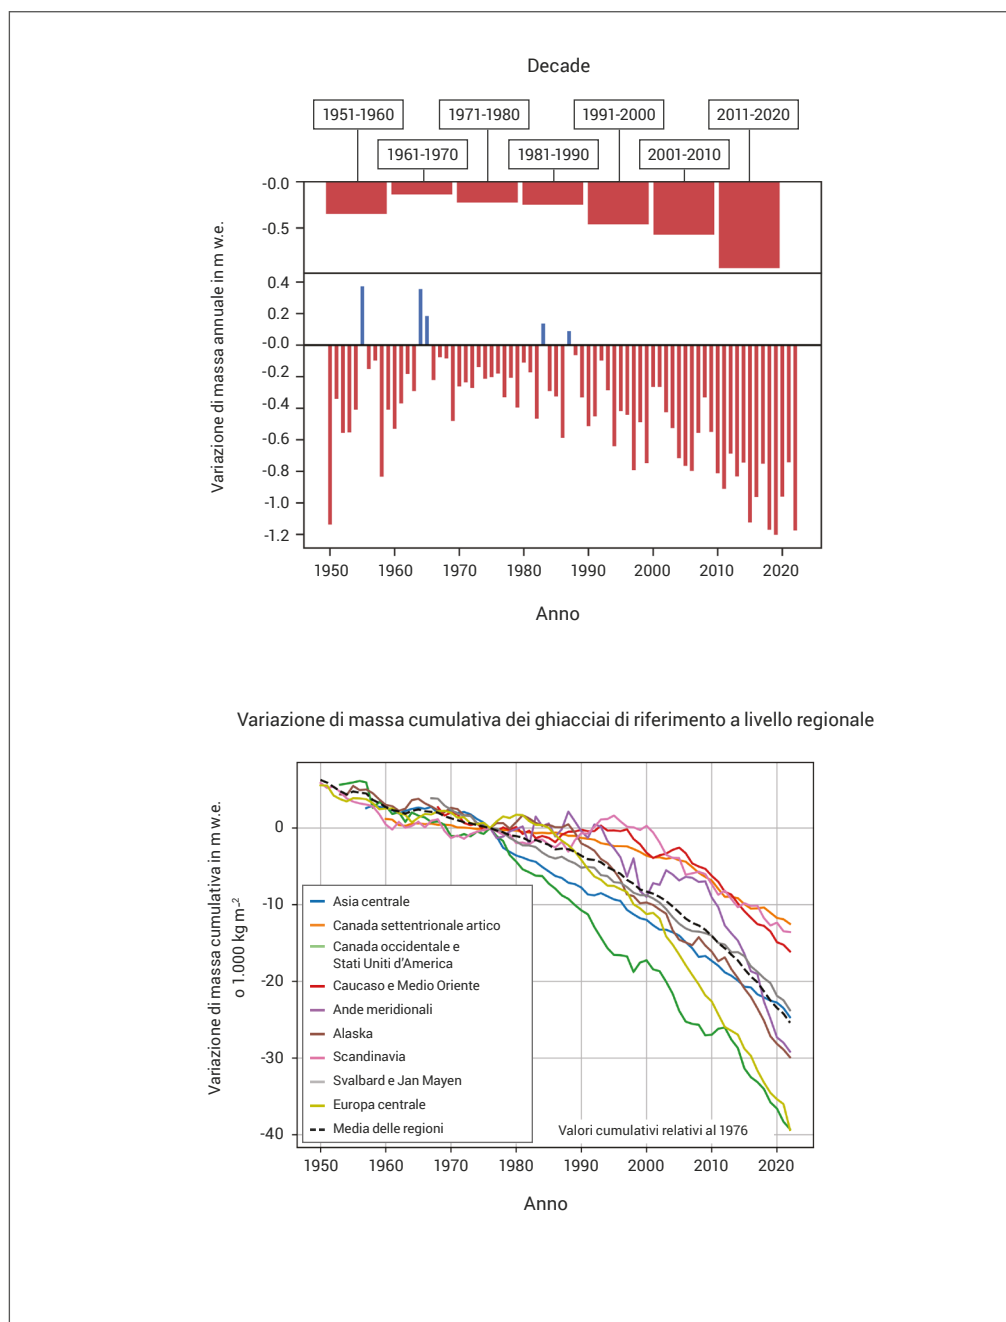 Decade
1951-1960
1971-1980
1991-2000
2011-2020
1961-1970
1981-1990
2001-2010
Variazione di massa annuale in m w.e.
-0.0
-0.5
0.4
0.2
-0.0
-0.2
-0.4
-0.6
-0.8
-1.0
-1.2
1950 1960 1970 1980 1990 2000 2010 2020
Anno
Variazione di massa cumulativa dei ghiacciai di riferimento a livello regionale
Variazione di massa cumulativa in m w.e.
o 1.000 kgm-²
0
-10
-20
-30
-40
Asia centrale
Canada settentrionale artico
Canada occidentale e
Stati Uniti d'America
Caucaso e Medio Oriente
Ande meridionali
Alaska
Scandinavia
Svalbard e Jan Mayen
Europa centrale
Media delle regioni
Valori cumulativi relativi al 1976
1950 1960 1970 1980 1990 2000 2010 2020
Anno